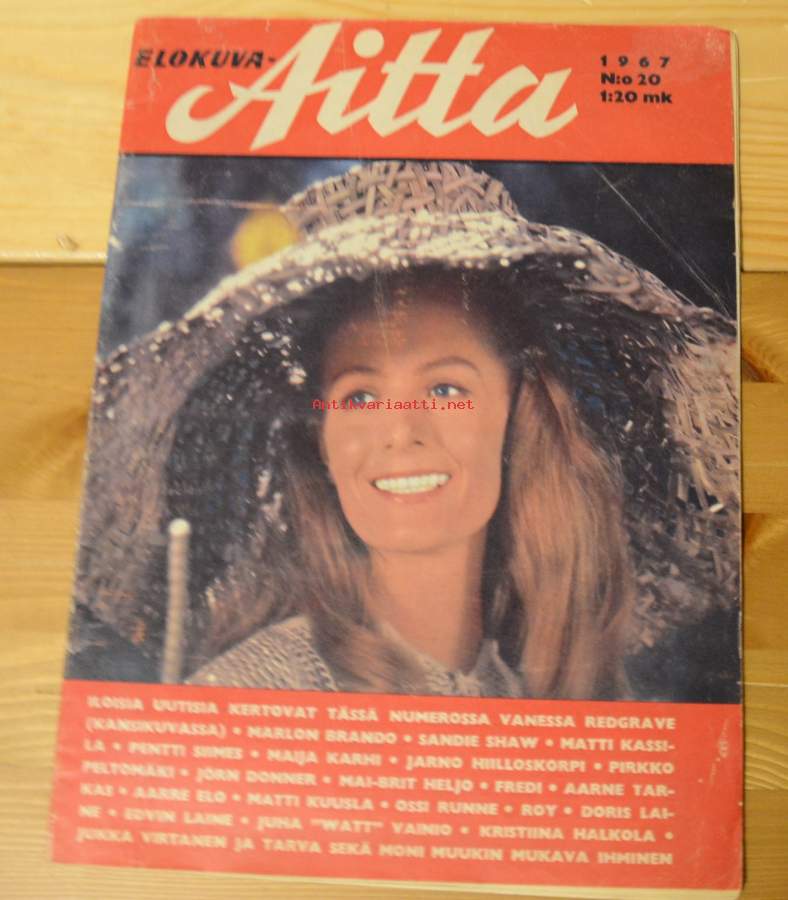 ELOKUVA-
Aitta
1967
N:o 20
1:20 mk
Antikvariaatti.net
ILOISIA UUTISIA KERTOVAT TÄSSÄ NUMEROSSA VANESSA REDGRAVE
(KANSIKUVASSA) • MARLON BRANDO • SANDIE SHAW • MATTI KASSI-
LA • PENTTI SIIMES • MAIJA KARHI • JARNO HIILLOSKORPI • PIRKKO
PELTOMÄKI • JÖRN DONNER • MAI-BRIT HELJO • FREDI • AARNE TAR-
KAS • AARRE ELO • MATTI KUUSLA • OSSI RUNNE • ROY • DORIS LAI-
NE • EDVIN LAINE • JUHA "WATT" VAINIO • KRISTIINA HALKOLA •
JUKKA VIRTANEN JA TARVA SEKÄ MONI MUUKIN MUKAVA IHMINEN